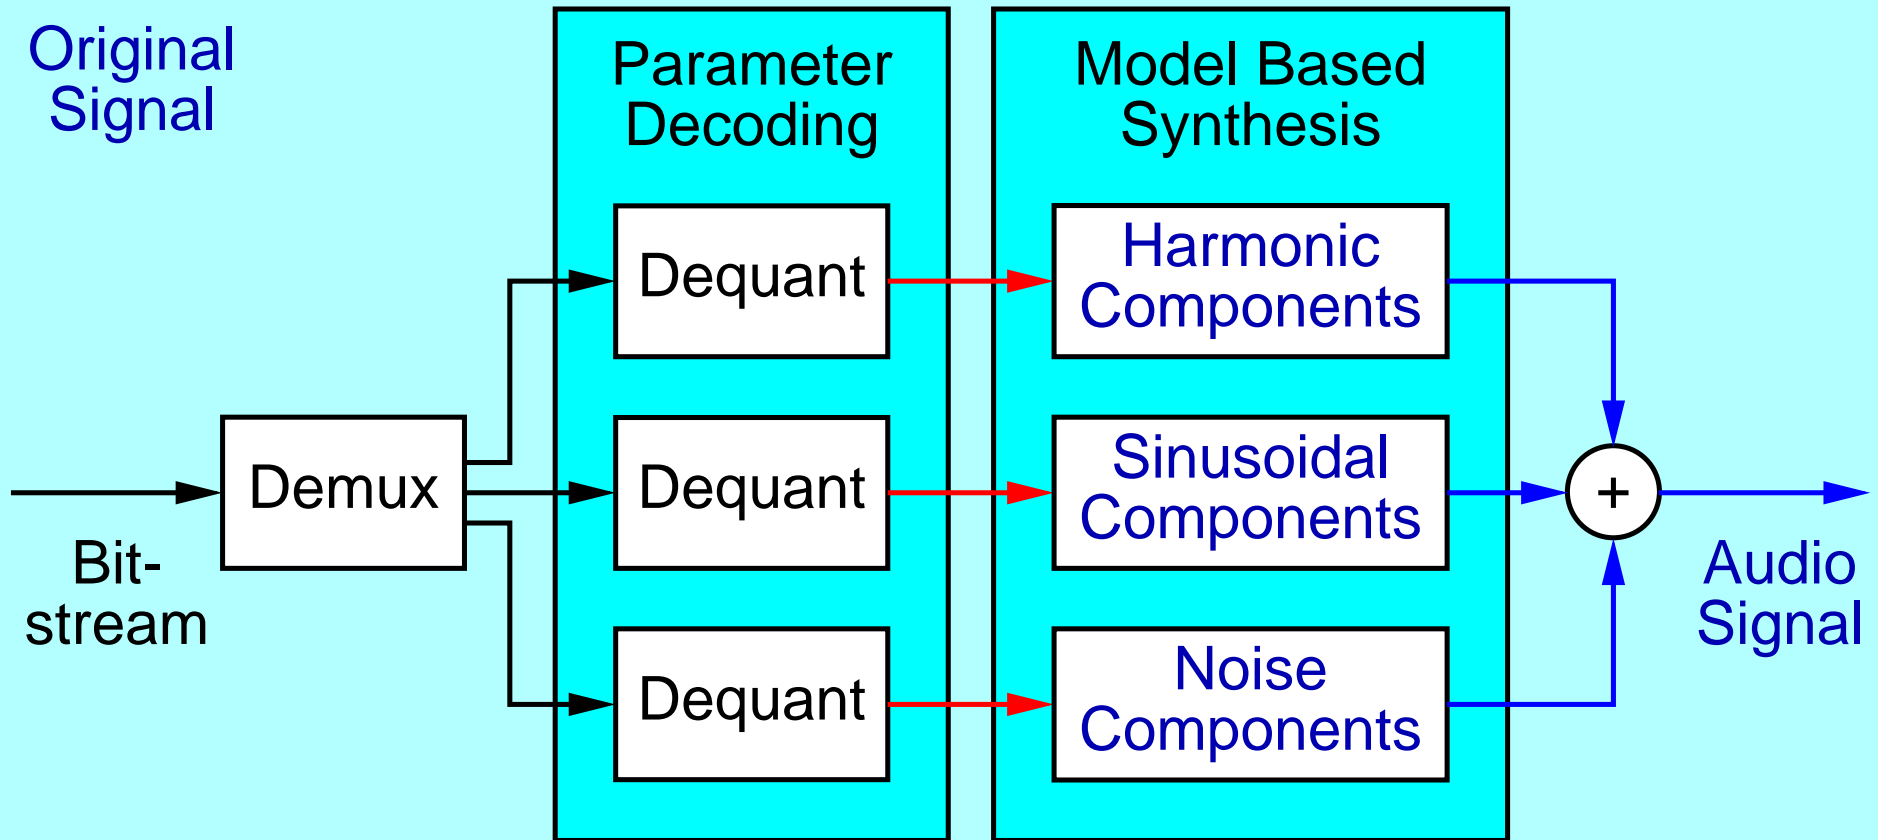 Original
Signal
Parameter
Decoding
Model Based
Synthesis
Dequant
Harmonic
Components
Demux
Dequant
Sinusoidal
Components
+
Bit-
stream
Audio
Signal
Dequant
Noise
Components